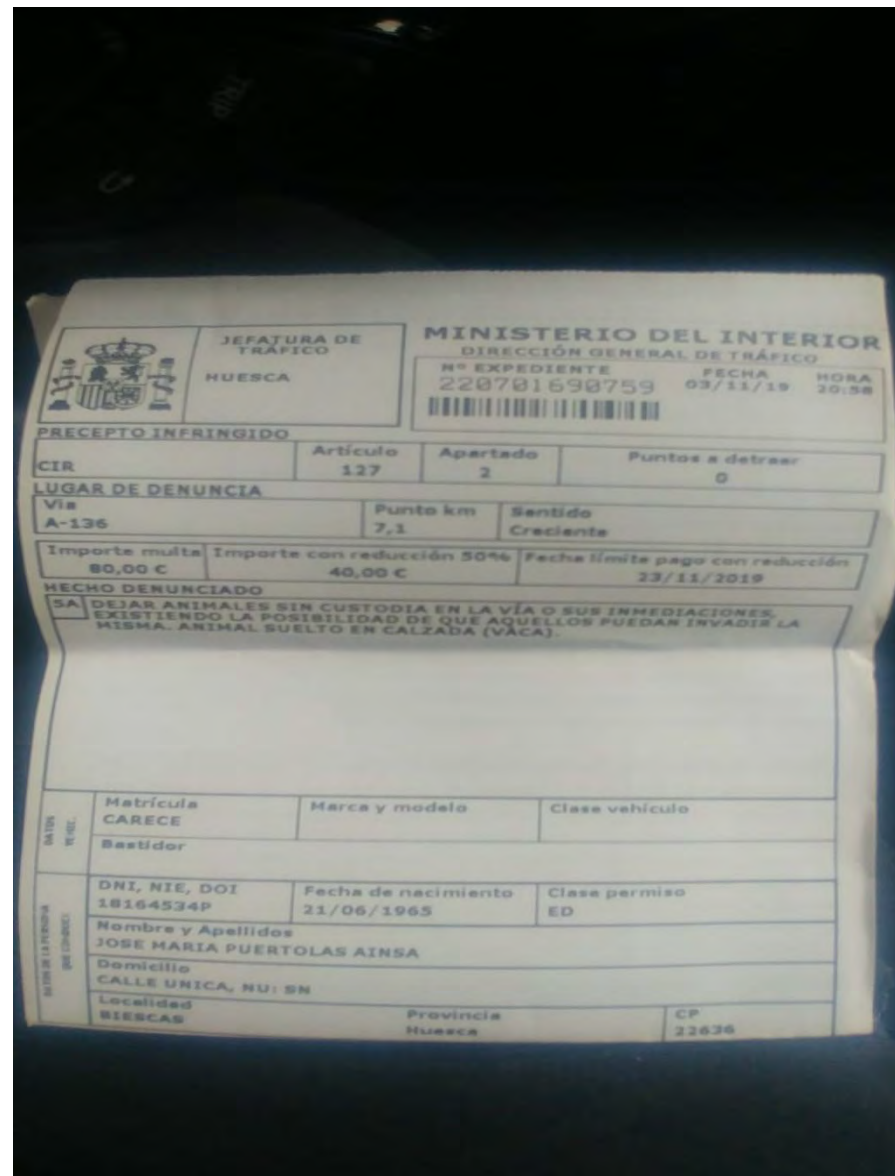 TRIP
JEFATURA DE
TRÁFICO
HUESCA
MINISTERIO DEL INTERIOR
DIRECCIÓN GENERAL DE TRÁFICO
Nº EXPEDIENTE FECHA HORA
220701690759 03/11/19 20:58
PRECEPTO INFRINGIDO
CIR Artículo Apartado Puntos a detraer
127 2 0
LUGAR DE DENUNCIA
Vía Punto km Sentido
A-136 7,1 Creciente
Importe multa Importe con reducción 50% Fecha límite pago con reducción
80,00 € 40,00 € 23/11/2019
HECHO DENUNCIADO
5A DEJAR ANIMALES SIN CUSTODIA EN LA VÍA O SUS INMEDIACIONES,
EXISTIENDO LA POSIBILIDAD DE QUE AQUELLOS PUEDAN INVADIR LA
MISMA. ANIMAL SUELTO EN CALZADA (VACA).
DATOS
Matrícula Marca y modelo Clase vehículo
CARECE
Bastidor
DATOS DE LA PERSONA
DNI, NIE, DOI Fecha de nacimiento Clase permiso
18164534P 21/06/1965 ED
Nombre y Apellidos
JOSE MARIA PUERTOLAS AINSA
Domicilio
CALLE UNICA, NU: SN
Localidad Provincia CP
BIESCAS Huesca 22636